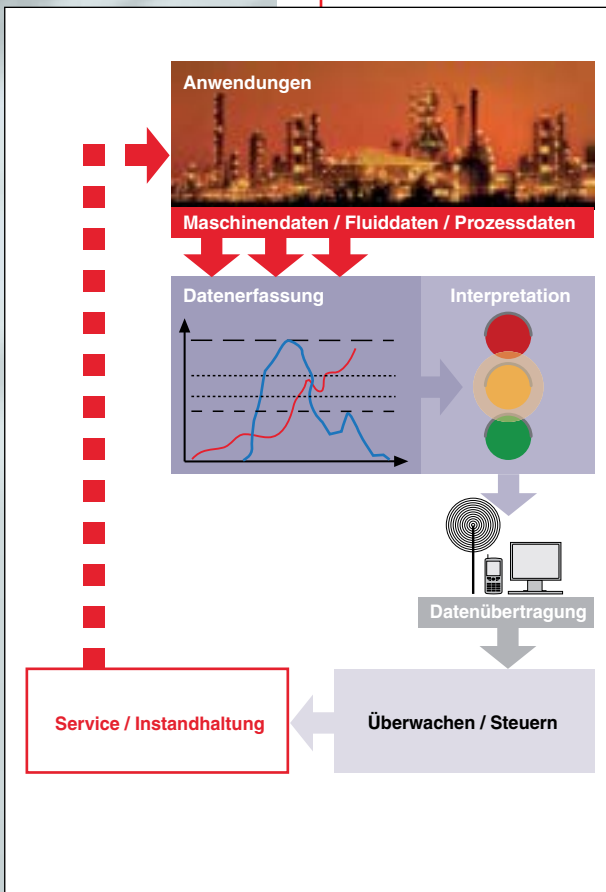 Anwendungen
Maschinendaten / Fluiddaten / Prozessdaten
Datenerfassung
Interpretation
Datenübertragung
Service / Instandhaltung
Überwachen / Steuern